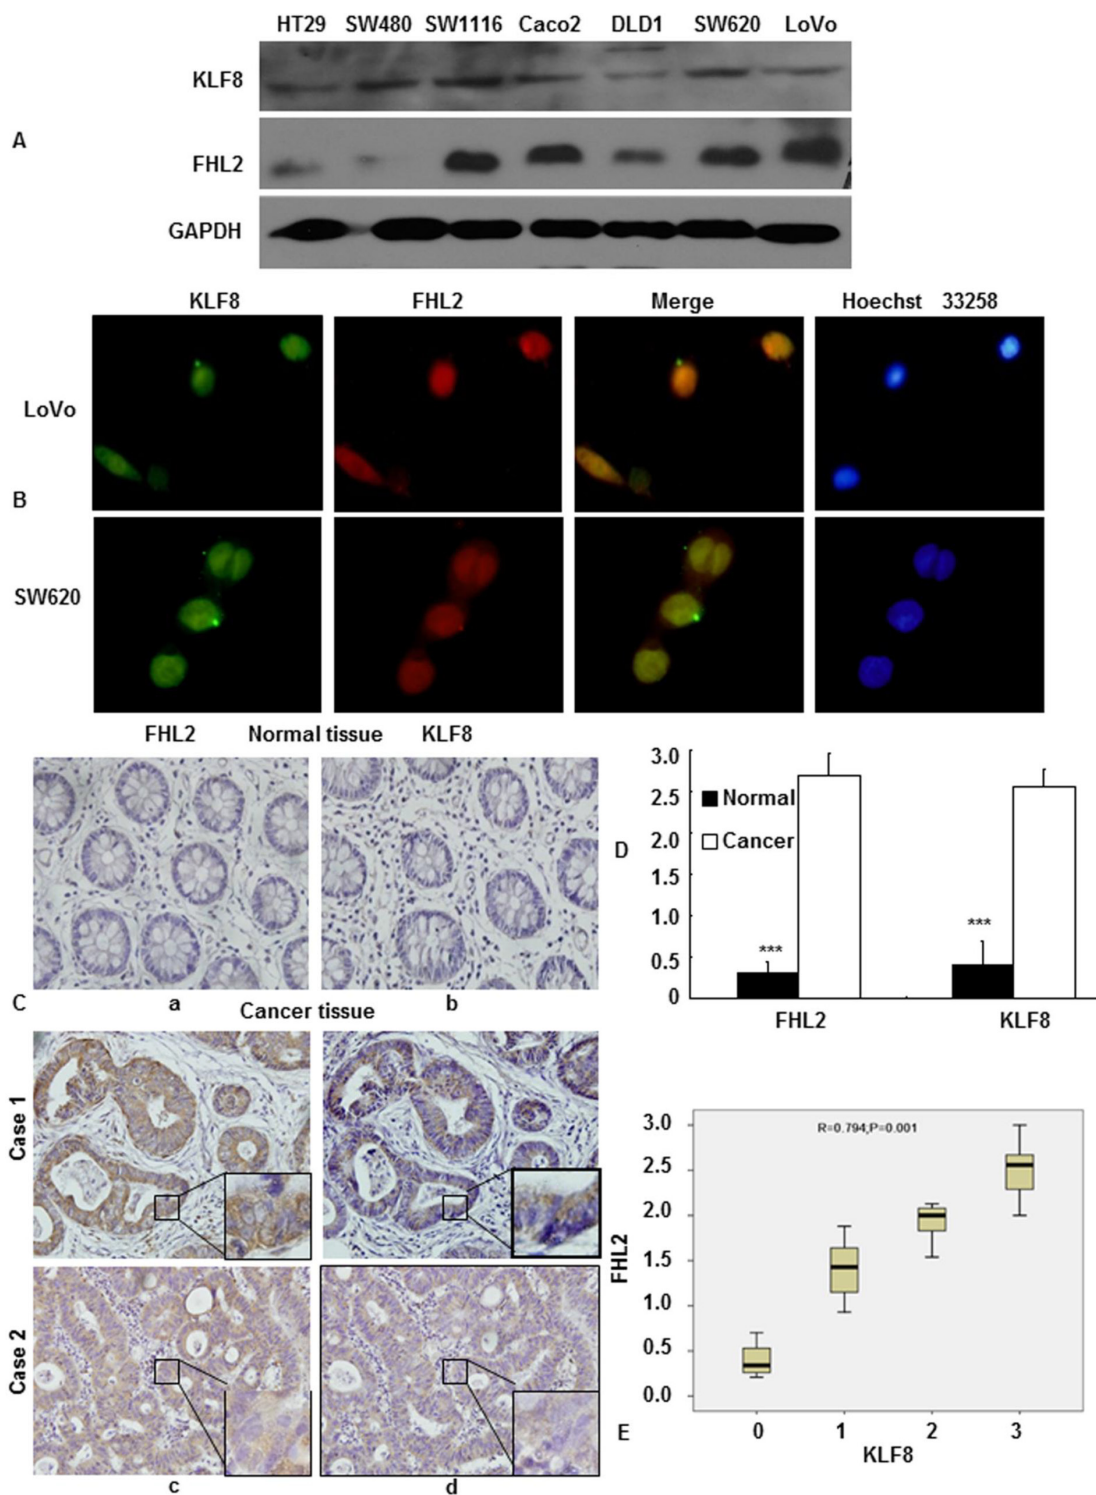 HT29 SW480 SW1116 Caco2 DLD1 SW620 LoVo
KLF8
A
FHL2
GAPDH
KLF8 FHL2 Merge Hoechst 33258
LoVo
B
SW620
FHL2 Normal tissue KLF8
C
a b
Cancer tissue
Case 1
Case 2
c d
3.0
2.5
2.0
1.5
1.0
0.5
0
Normal
Cancer
D
***
***
FHL2 KLF8
R=0.794,P=0.001
3.0
2.5
2.0
1.5
1.0
0.5
0.0
FHL2
E
0 1 2 3
KLF8